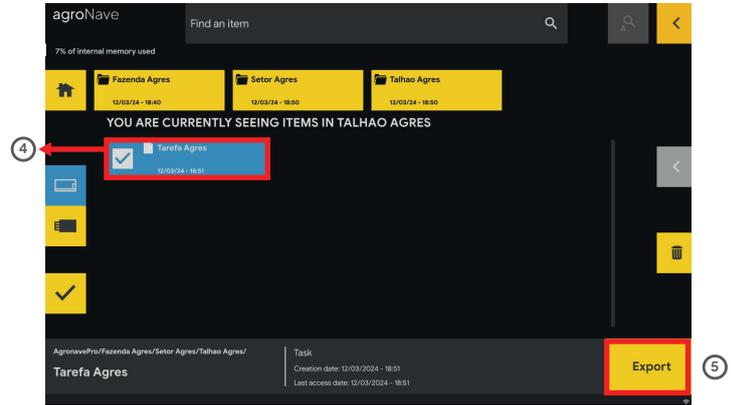 agroNave
Find an item
7% of internal memory used
Fazenda Agres
12/03/24 - 18:40
Setor Agres
12/03/24 - 18:50
Talhao Agres
12/03/24 - 18:50
YOU ARE CURRENTLY SEEING ITEMS IN TALHAO AGRES
4
Tarefa Agres
12/03/24 - 18:51
AgronavePro/Fazenda Agres/Setor Agres/Talhao Agres/
Tarefa Agres
Task
Creation date: 12/03/2024 - 18:51
Last access date: 12/03/2024 - 18:51
Export
5